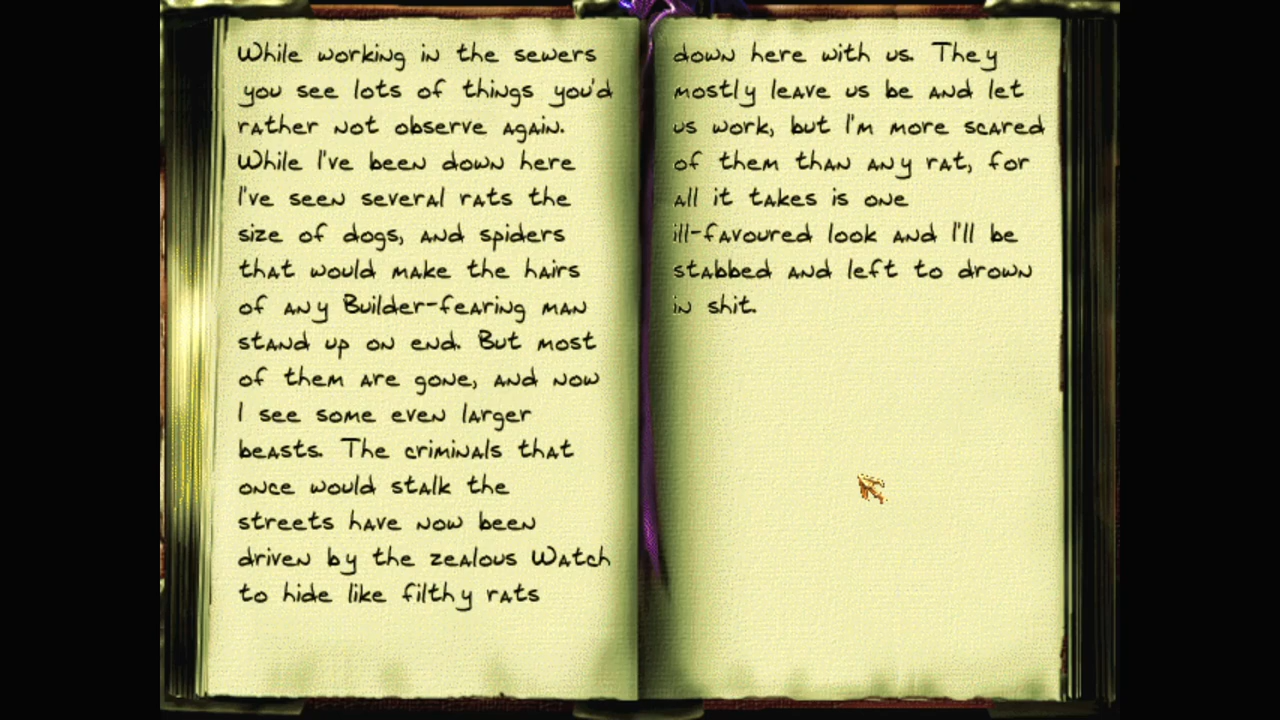 While working in the sewers
you see lots of things you'd
rather not observe again.
While I've been down here
I've seen several rats the
size of dogs, and spiders
that would make the hairs
of any Builder-fearing man
stand up on end. But most
of them are gone, and now
I see some even larger
beasts. The criminals that
once would stalk the
streets have now been
driven by the zealous Watch
to hide like filthy rats
down here with us. They
mostly leave us be and let
us work, but I'm more scared
of them than any rat, for
all it takes is one
ill-favoured look and I'll be
stabbed and left to drown
in shit.